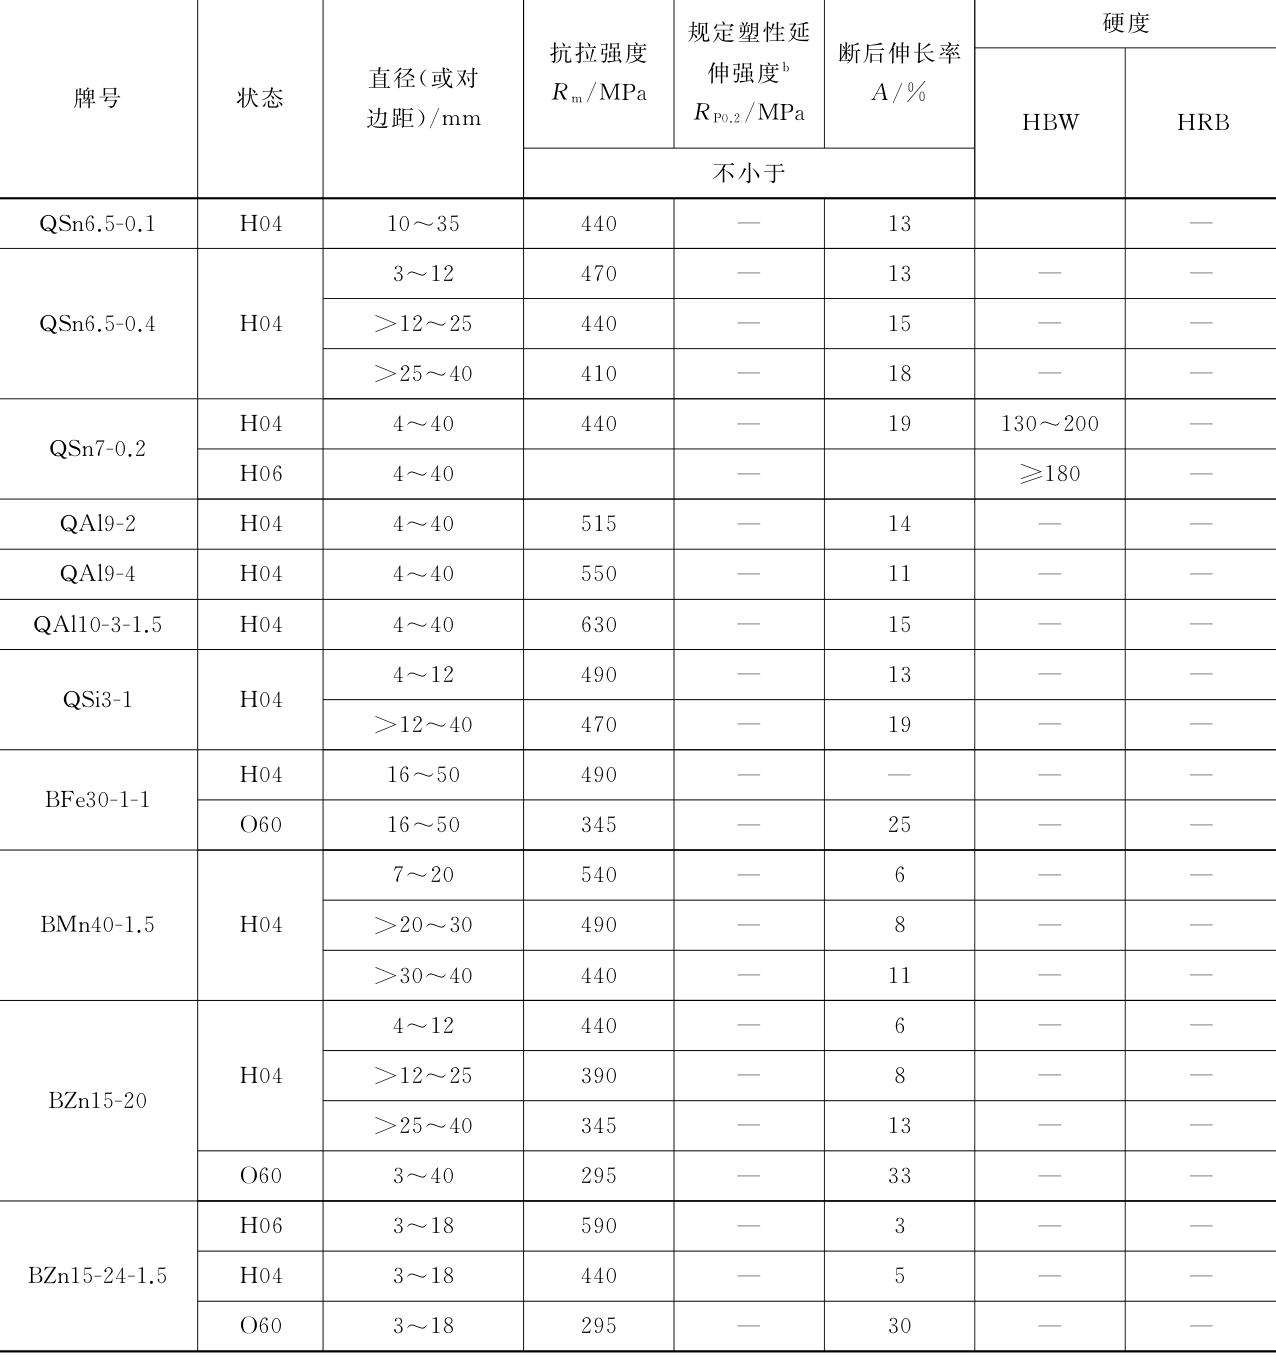 牌号 状态 直径(或对边距)/mm 抗拉强度 Rm/MPa 规定塑性延伸强度b RP0.2/MPa 断后伸长率 A/% 硬度
HBW HRB
不小于
QSn6.5-0.1 H04 10～35 440 — 13 —
QSn6.5-0.4 H04 3～12 470 — 13 — —
>12～25 440 — 15 — —
>25～40 410 — 18 — —
QSn7-0.2 H04 4～40 440 — 19 130～200 —
H06 4～40 — ≥180 —
QAl9-2 H04 4～40 515 — 14 — —
QAl9-4 H04 4～40 550 — 11 — —
QAl10-3-1.5 H04 4～40 630 — 15 — —
QSi3-1 H04 4～12 490 — 13 — —
>12～40 470 — 19 — —
BFe30-1-1 H04 16～50 490 — — — —
O60 16～50 345 — 25 — —
BMn40-1.5 H04 7～20 540 — 6 — —
>20～30 490 — 8 — —
>30～40 440 — 11 — —
BZn15-20 H04 4～12 440 — 6 — —
>12～25 390 — 8 — —
>25～40 345 — 13 — —
O60 3～40 295 — 33 — —
BZn15-24-1.5 H06 3～18 590 — 3 — —
H04 3～18 440 — 5 — —
O60 3～18 295 — 30 — —